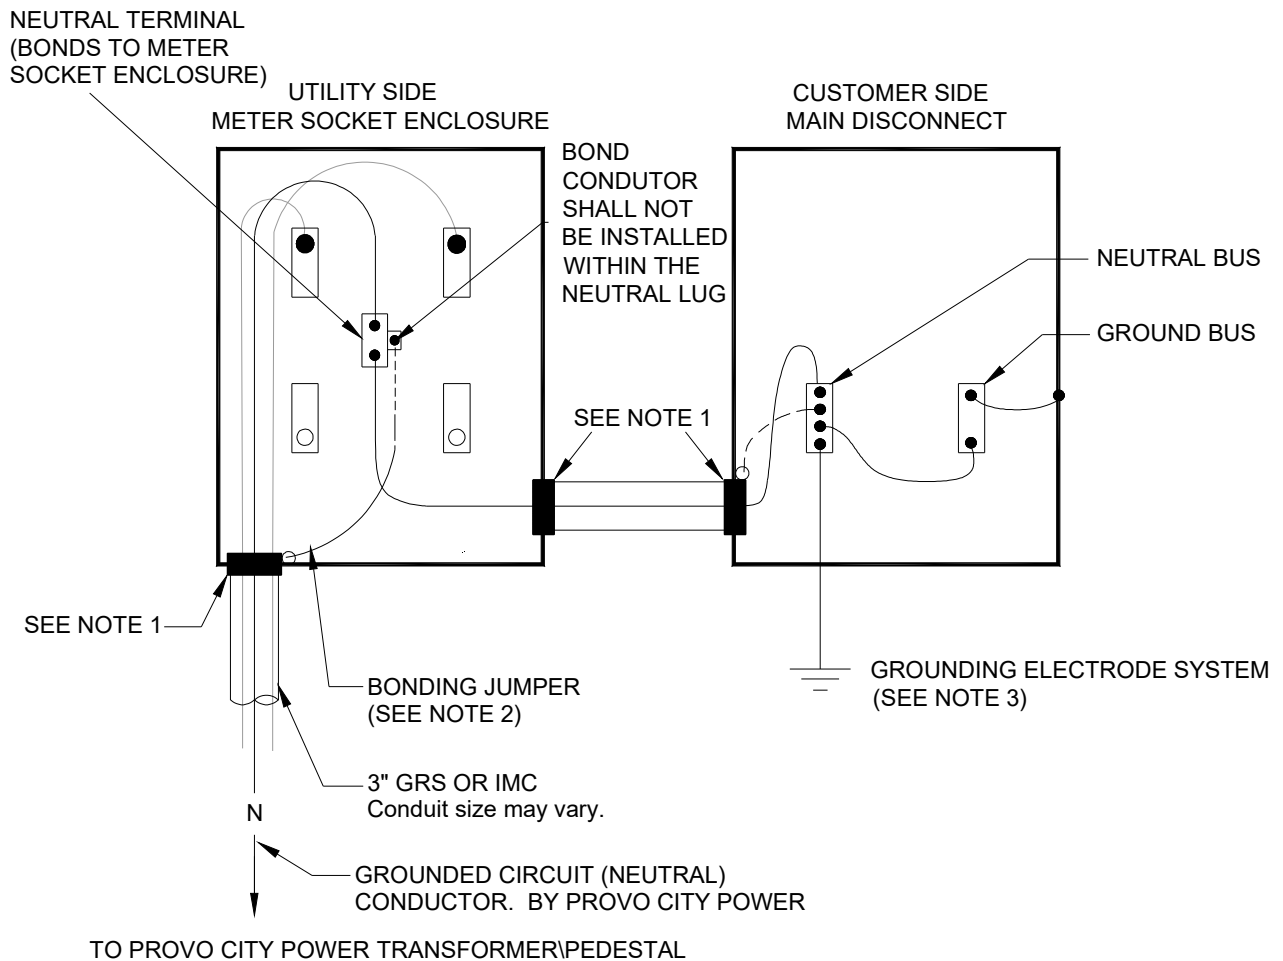 NEUTRAL TERMINAL
(BONDS TO METER
SOCKET ENCLOSURE)
UTILITY SIDE
METER SOCKET ENCLOSURE
CUSTOMER SIDE
MAIN DISCONNECT
BOND
CONDUTOR
SHALL NOT
BE INSTALLED
WITHIN THE
NEUTRAL LUG
NEUTRAL BUS
GROUND BUS
SEE NOTE 1
SEE NOTE 1
GROUNDING ELECTRODE SYSTEM
(SEE NOTE 3)
BONDING JUMPER
(SEE NOTE 2)
3" GRS OR IMC
Conduit size may vary.
N
GROUNDED CIRCUIT (NEUTRAL)
CONDUCTOR.  BY PROVO CITY POWER
TO PROVO CITY POWER TRANSFORMER\PEDESTAL